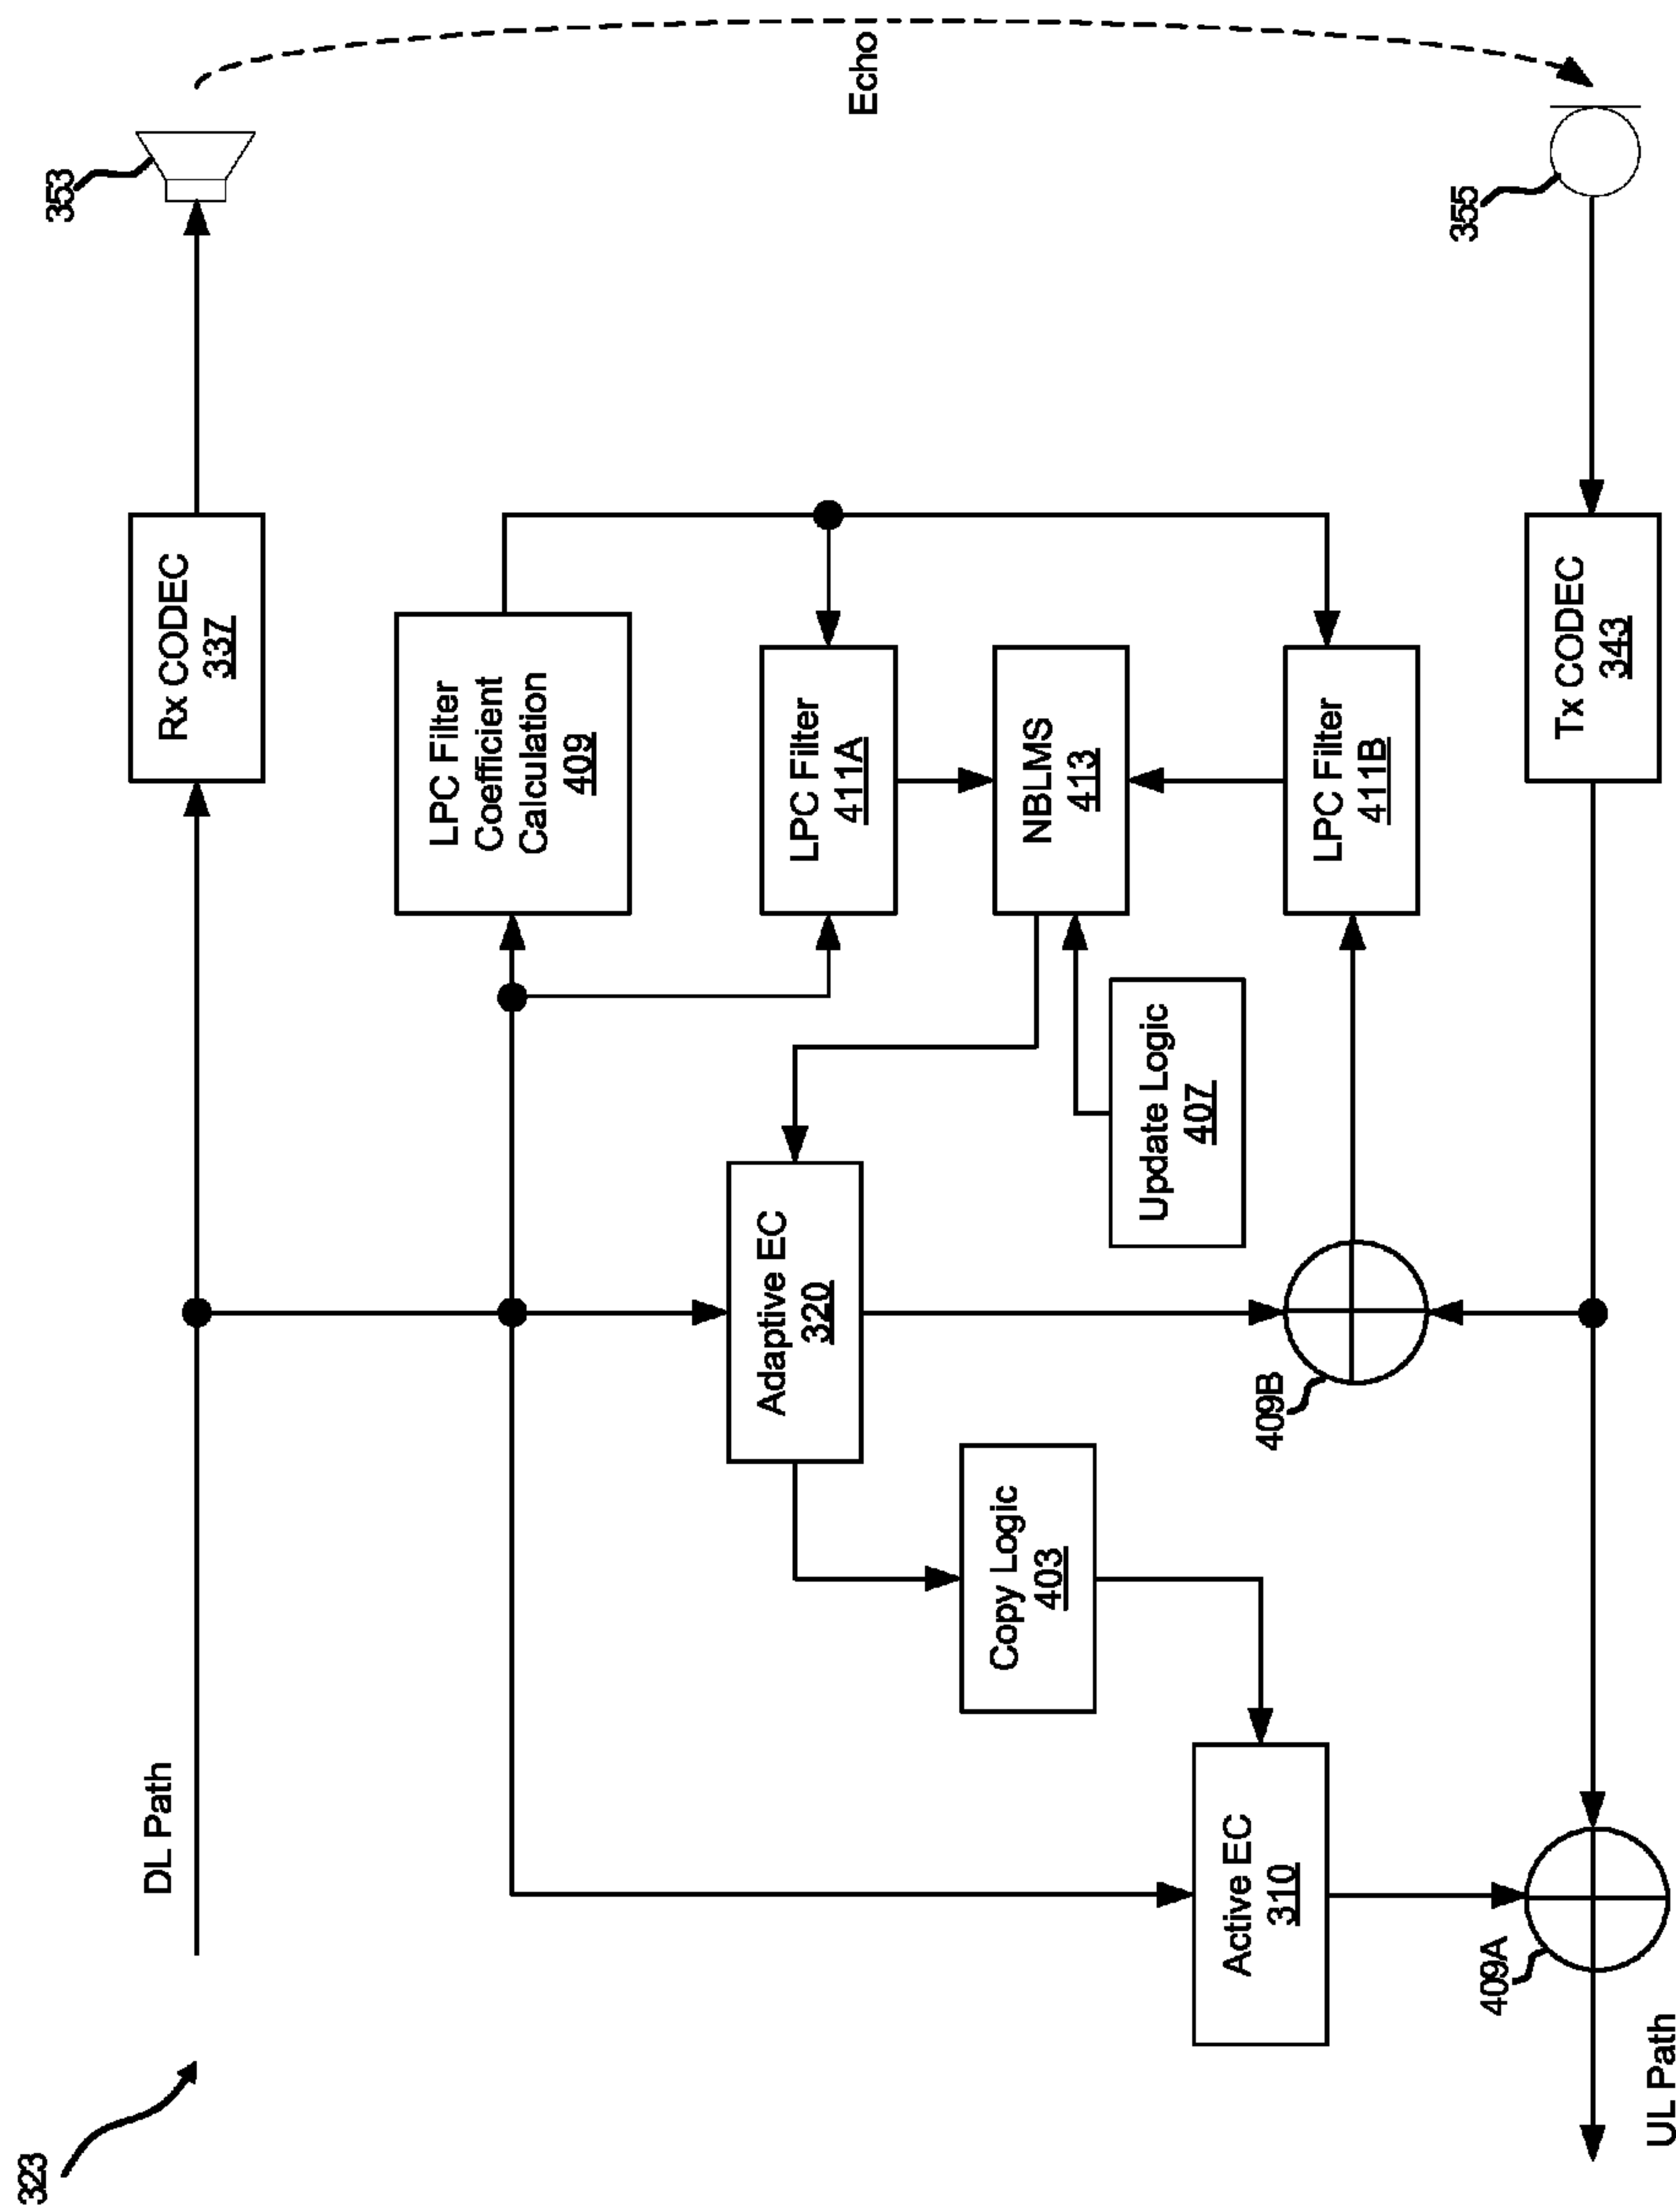 323
DL Path
Rx CODEC
337
353
LPC Filter
Coefficient
Calculation
409
Adaptive EC
320
LPC Filter
411A
Echo
Copy Logic
403
NBLMS
413
Update Logic
407
Active EC
310
409B
LPC Filter
411B
409A
355
Tx CODEC
343
UL Path